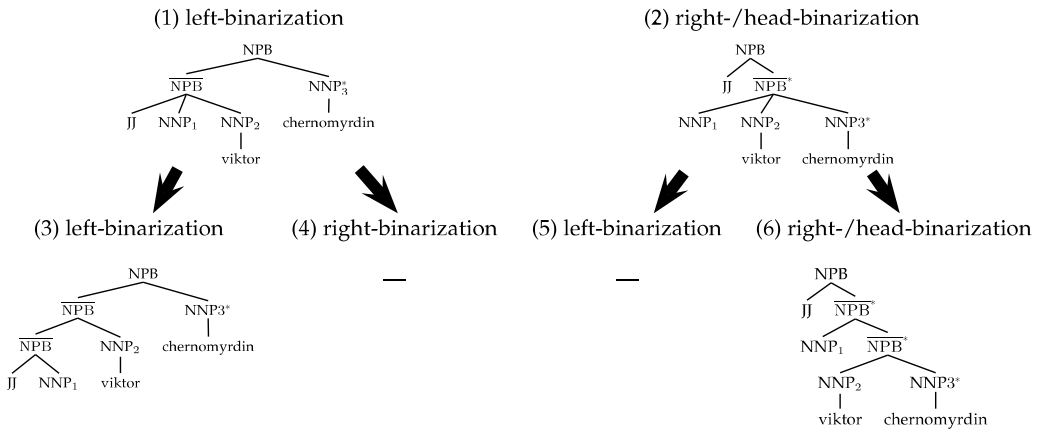 (1) left-binarization (2) right-/head-binarization
NPB NPB
NPB NNP*3 JJ NPB*
JJ NNP1 NNP2 chernomyrdin NNP1 NNP2 NNP3*
viktor viktor chernomyrdin
(3) left-binarization (4) right-binarization (5) left-binarization (6) right-/head-binarization
NPB — — NPB
NPB NNP3* JJ NPB*
NPB NNP2 chernomyrdin NNP1 NPB*
JJ NNP1 viktor NNP2 NNP3*
viktor chernomyrdin